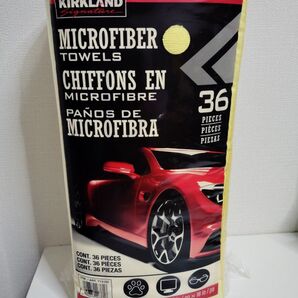 KIRKLAND
Signature
MICROFIBER
TOWELS
CHIFFONS EN
MICROFIBRE
PAÑOS DE
MICROFIBRA
36
PIECES
PIÈCES
PIEZAS
CONT. 36 PIECES
CONT. 36 PIÈCES
CONT. 36 PIEZAS